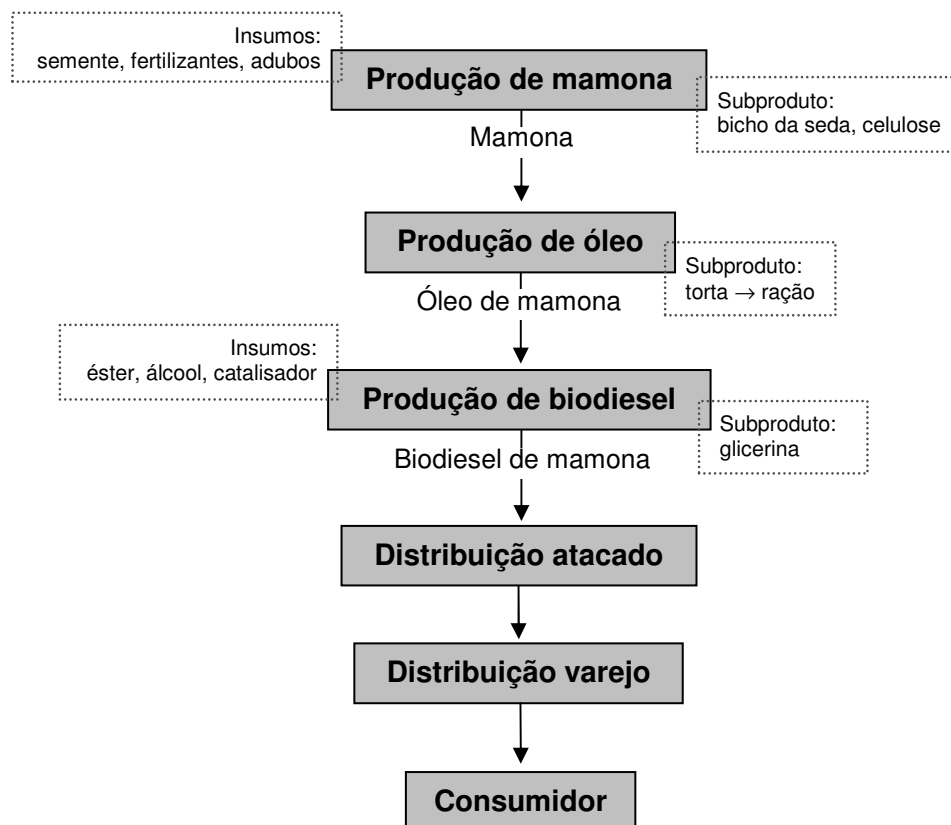 Insumos:
semente, fertilizantes, adubos
Produção de mamona
Subproduto:
bicho da seda, celulose
Mamona
Produção de óleo
Subproduto:
torta → ração
Óleo de mamona
Insumos:
éster, álcool, catalisador
Produção de biodiesel
Subproduto:
glicerina
Biodiesel de mamona
Distribuição atacado
Distribuição varejo
Consumidor